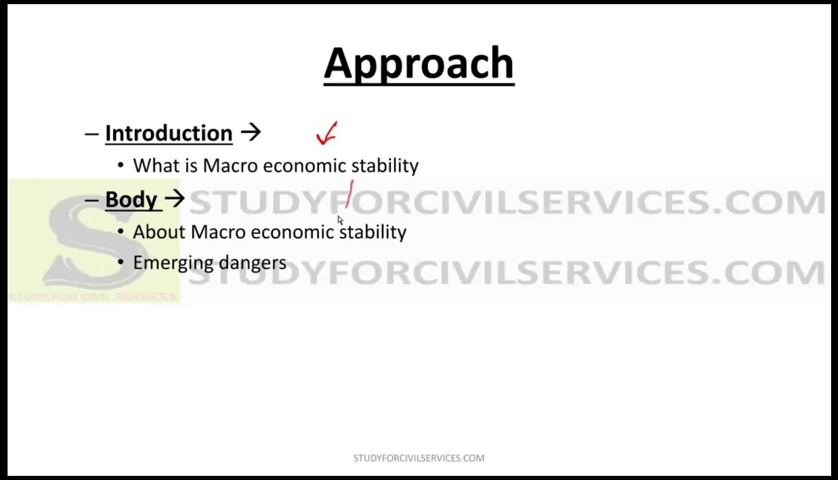 Approach
– Introduction →
• What is Macro economic stability
– Body →
STUDYFORCIVILSERVICES.COM
• About Macro economic stability
• Emerging dangers
STUDYFORCIVILSERVICES.COM
STUDY FOR CIVIL SERVICES
STUDYFORCIVILSERVICES.COM